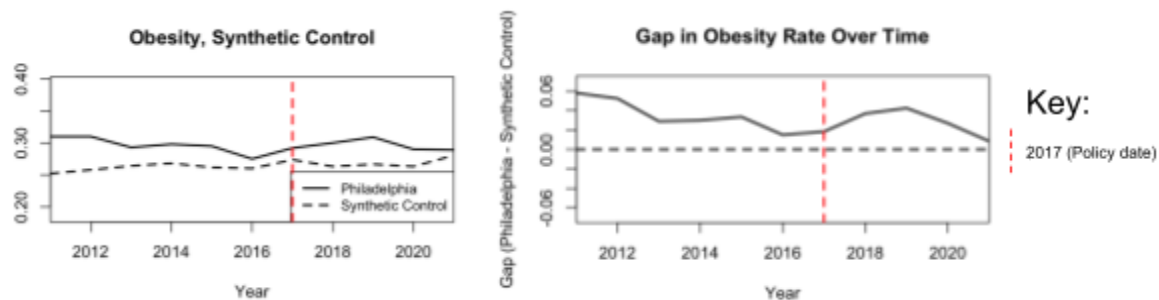 Obesity, Synthetic Control
0.40
0.30
0.20
Philadelphia
Synthetic Control
2012 2014 2016 2018 2020
Year
Gap in Obesity Rate Over Time
Gap (Philadelphia - Synthetic Control)
0.06
0.00
-0.06
2012 2014 2016 2018 2020
Year
Key:
2017 (Policy date)